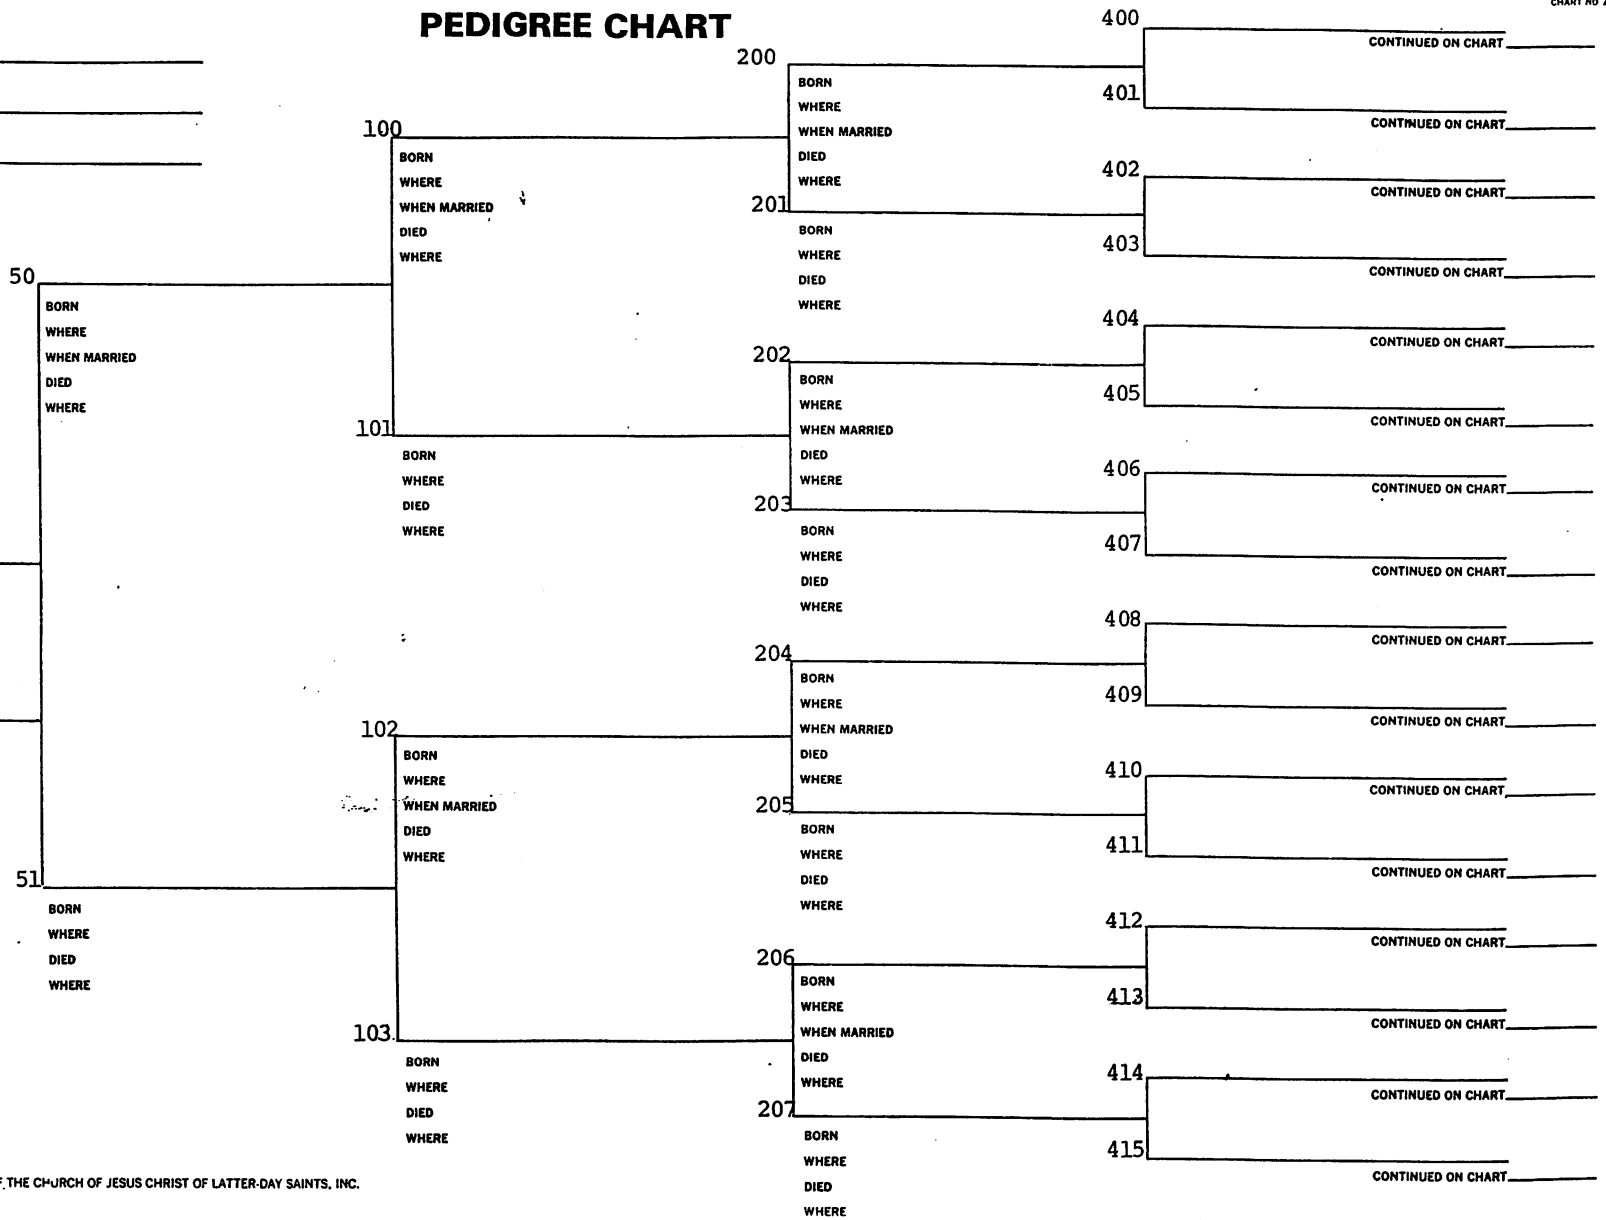 PEDIGREE CHART
50
BORN
WHERE
WHEN MARRIED
DIED
WHERE
51
BORN
WHERE
DIED
WHERE
100
BORN
WHERE
WHEN MARRIED
DIED
WHERE
101
BORN
WHERE
DIED
WHERE
102
BORN
WHERE
WHEN MARRIED
DIED
WHERE
103
BORN
WHERE
DIED
WHERE
200
BORN
WHERE
WHEN MARRIED
DIED
WHERE
201
BORN
WHERE
DIED
WHERE
202
BORN
WHERE
WHEN MARRIED
DIED
WHERE
203
BORN
WHERE
DIED
WHERE
204
BORN
WHERE
WHEN MARRIED
DIED
WHERE
205
BORN
WHERE
DIED
WHERE
206
BORN
WHERE
WHEN MARRIED
DIED
WHERE
207
BORN
WHERE
DIED
WHERE
CHART NO
400
CONTINUED ON CHART
401
CONTINUED ON CHART
402
CONTINUED ON CHART
403
CONTINUED ON CHART
404
CONTINUED ON CHART
405
CONTINUED ON CHART
406
CONTINUED ON CHART
407
CONTINUED ON CHART
408
CONTINUED ON CHART
409
CONTINUED ON CHART
410
CONTINUED ON CHART
411
CONTINUED ON CHART
412
CONTINUED ON CHART
413
CONTINUED ON CHART
414
CONTINUED ON CHART
415
CONTINUED ON CHART
THE CHURCH OF JESUS CHRIST OF LATTER-DAY SAINTS, INC.